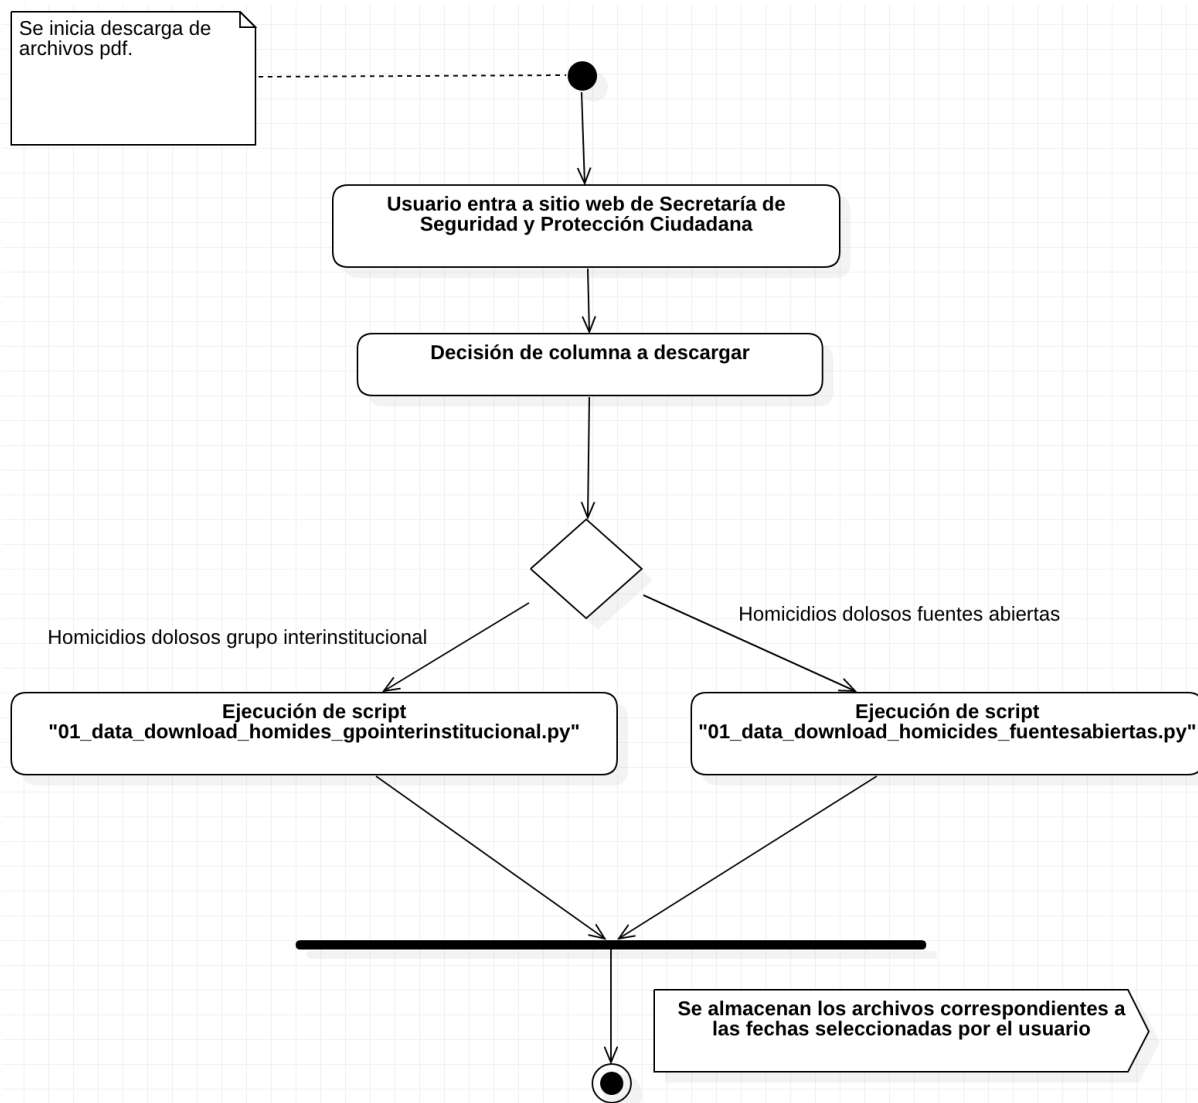 Se inicia descarga de
archivos pdf.
Usuario entra a sitio web de Secretaría de
Seguridad y Protección Ciudadana
Decisión de columna a descargar
Homicidios dolosos grupo interinstitucional
Homicidios dolosos fuentes abiertas
Ejecución de script
"01_data_download_homides_gpointerinstitucional.py"
Ejecución de script
"01_data_download_homicides_fuentesabiertas.py"
Se almacenan los archivos correspondientes a
las fechas seleccionadas por el usuario